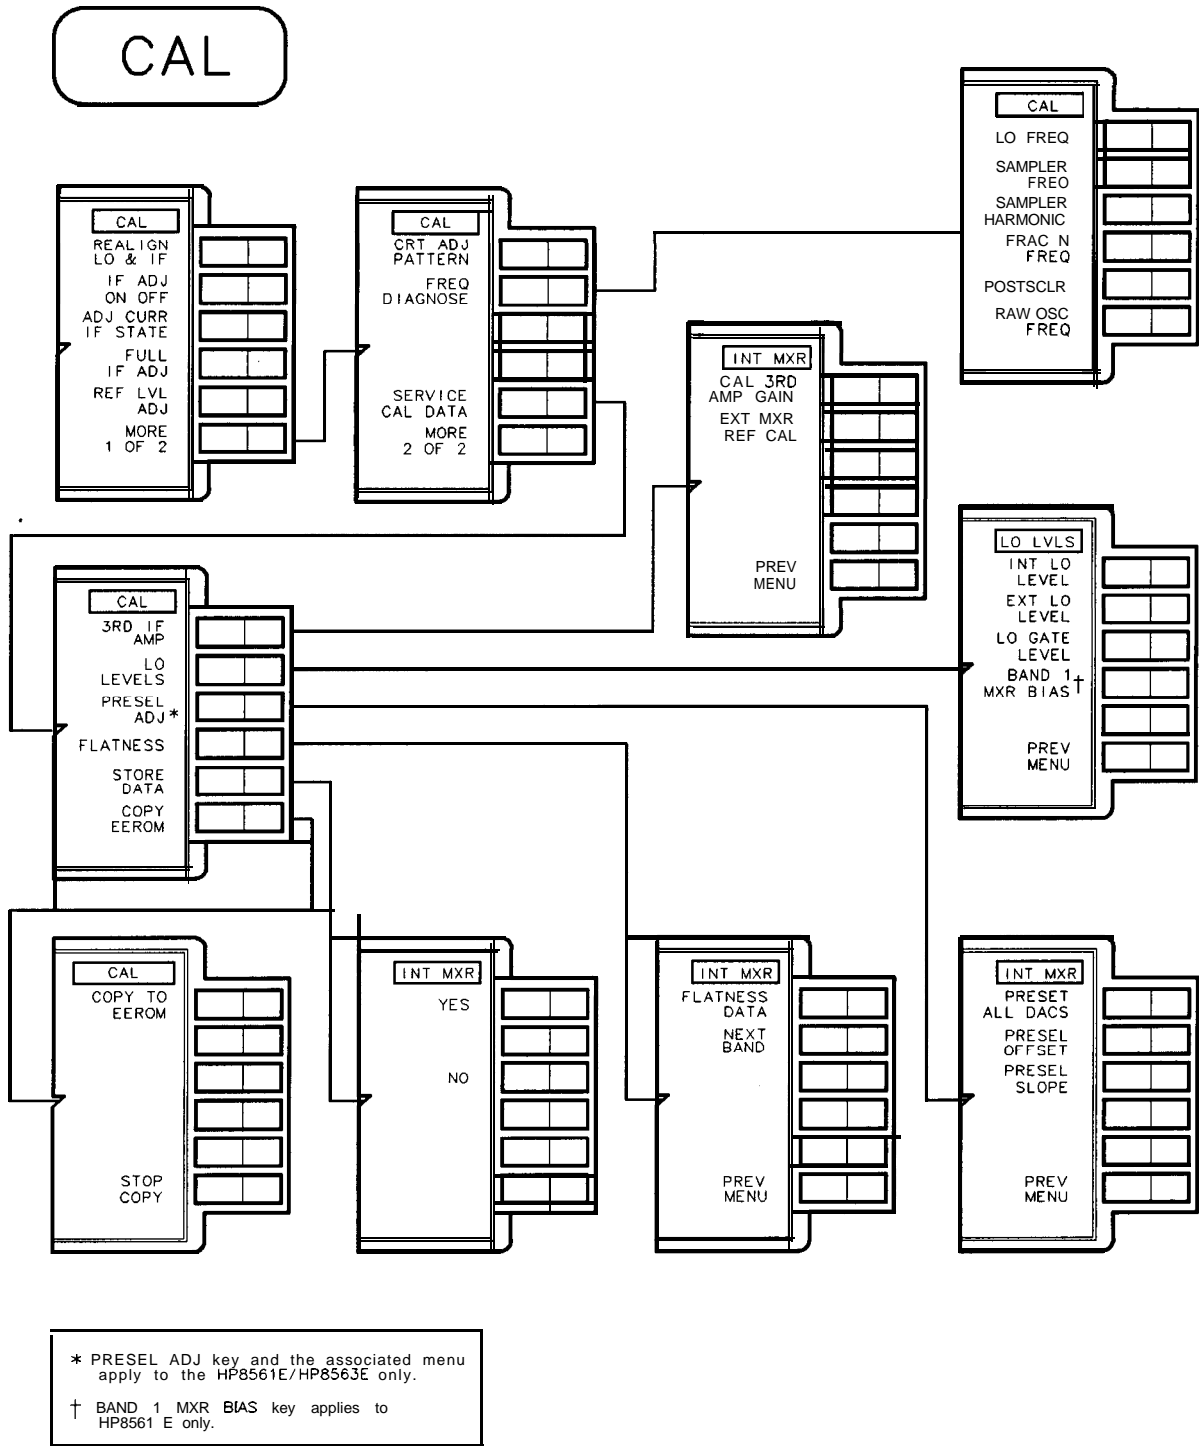 CAL
CAL
REALIGN
LO & IF
IF ADJ
ON OFF
ADJ CURR
IF STATE
FULL
IF ADJ
REF LVL
ADJ
MORE
1 OF 2
CAL
CRT ADJ
PATTERN
FREQ
DIAGNOSE
SERVICE
CAL DATA
MORE
2 OF 2
CAL
LO FREQ
SAMPLER
FREO
SAMPLER
HARMONIC
FRAC N
FREQ
POSTSCLR
RAW OSC
FREQ
INT MXR
CAL 3RD
AMP GAIN
EXT MXR
REF CAL
PREV
MENU
LO LVLS
INT LO
LEVEL
EXT LO
LEVEL
LO GATE
LEVEL
BAND 1
MXR BIAS†
PREV
MENU
CAL
3RD IF
AMP
LO
LEVELS
PRESEL
ADJ*
FLATNESS
STORE
DATA
COPY
EEROM
CAL
COPY TO
EEROM
STOP
COPY
INT MXR
YES
NO
INT MXR
FLATNESS
DATA
NEXT
BAND
PREV
MENU
INT MXR
PRESET
ALL DACS
PRESEL
OFFSET
PRESEL
SLOPE
PREV
MENU
* PRESEL ADJ key and the associated menu
apply to the HP8561E/HP8563E only.
† BAND 1 MXR BIAS key applies to
HP8561 E only.